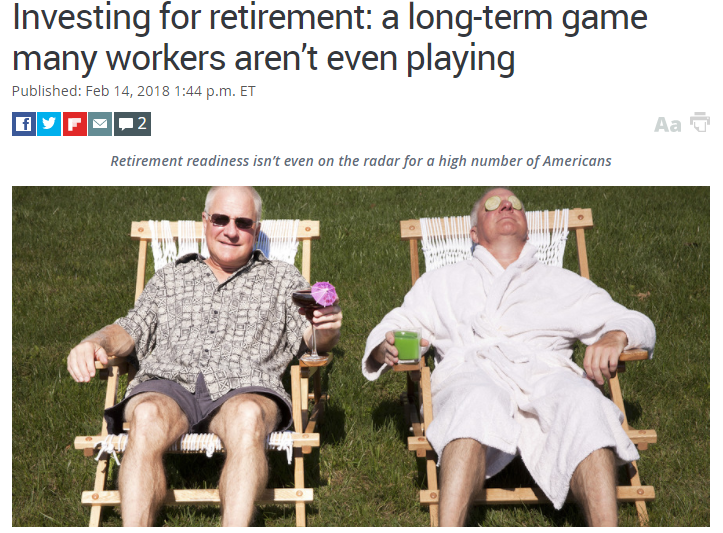 Investing for retirement: a long-term game
many workers aren't even playing
Published: Feb 14, 2018 1:44 p.m. ET
2
Aa
Retirement readiness isn't even on the radar for a high number of Americans